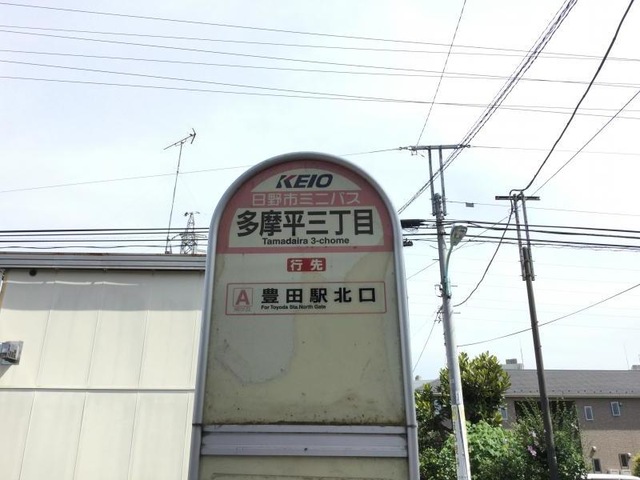 KEIO
日野市ミニバス
多摩平三丁目
Tamadaira 3-chome
行先
A
豊田駅北口
For Toyoda Sta. North Gate